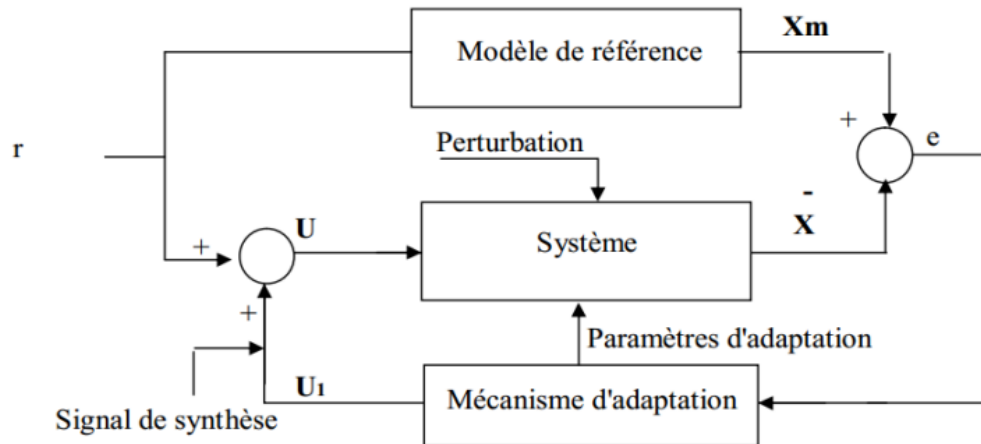 Xm
Modèle de référence
+
Perturbation
r
e
-
U
X
Système
+
+
Paramètres d'adaptation
U1
Mécanisme d'adaptation
Signal de synthèse